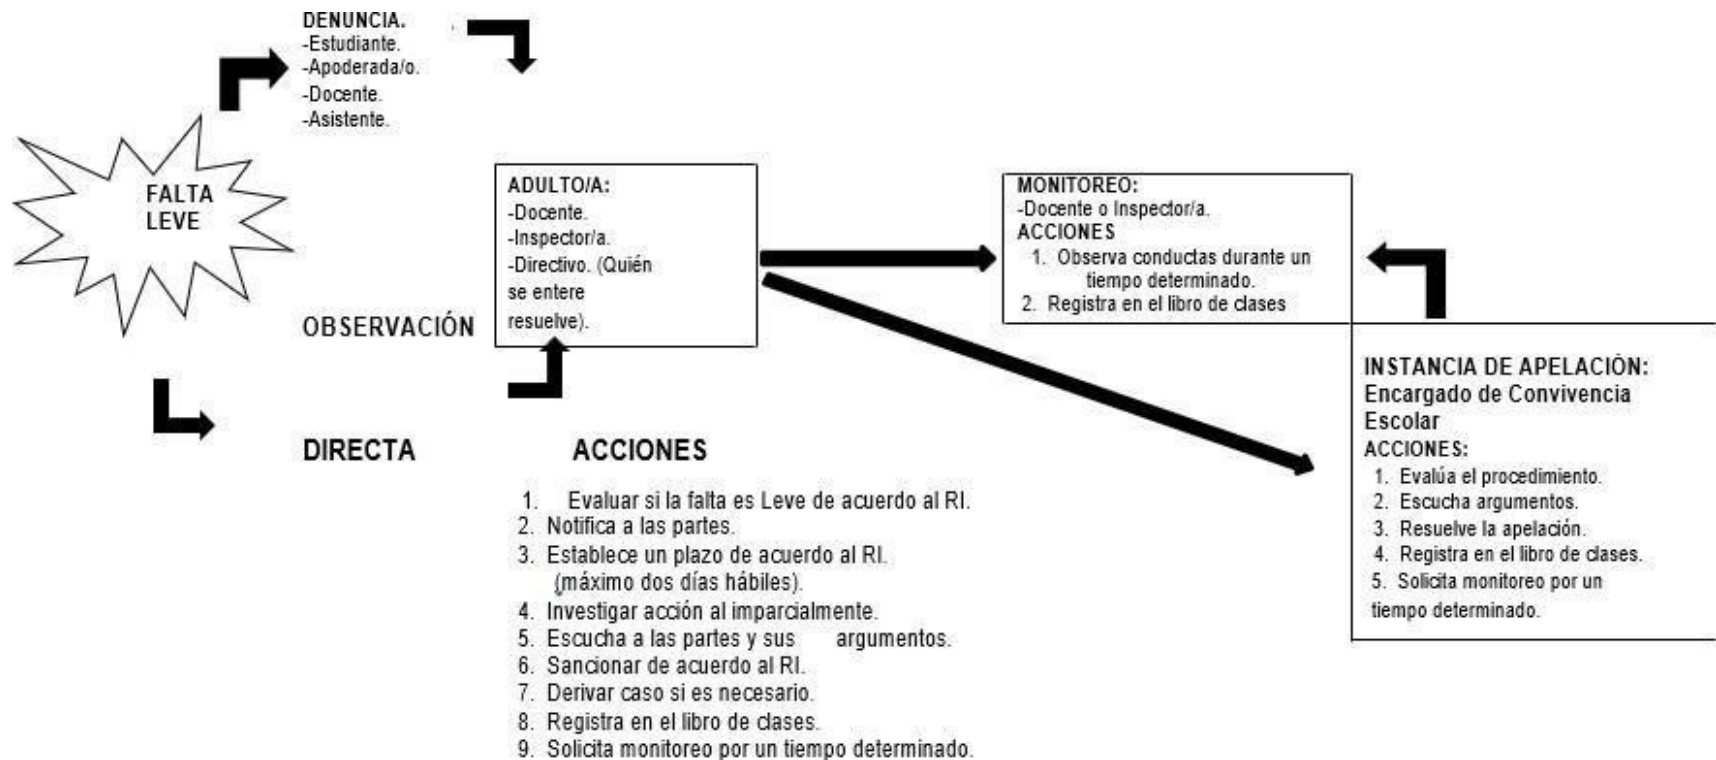 DENUNCIA.
-Estudiante.
-Apoderada/o.
-Docente.
-Asistente.
FALTA
LEVE
OBSERVACIÓN
DIRECTA
ADULTO/A:
-Docente.
-Inspector/a.
-Directivo. (Quién
se entere
resuelve).
ACCIONES
1. Evaluar si la falta es Leve de acuerdo al RI.
2. Notifica a las partes.
3. Establece un plazo de acuerdo al RI.
(máximo dos días hábiles).
4. Investigar acción al imparcialmente.
5. Escucha a las partes y sus argumentos.
6. Sancionar de acuerdo al RI.
7. Derivar caso si es necesario.
8. Registra en el libro de clases.
9. Solicita monitoreo por un tiempo determinado.
MONITOREO:
-Docente o Inspector/a.
ACCIONES
1. Observa conductas durante un
tiempo determinado.
2. Registra en el libro de clases
INSTANCIA DE APELACIÓN:
Encargado de Convivencia
Escolar
ACCIONES:
1. Evalúa el procedimiento.
2. Escucha argumentos.
3. Resuelve la apelación.
4. Registra en el libro de clases.
5. Solicita monitoreo por un
tiempo determinado.